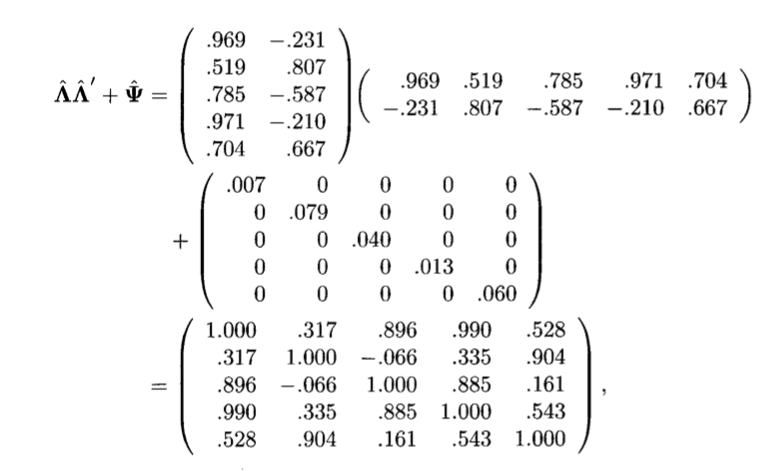 Λ̂Λ̂′ + Ψ̂ = ( .969 −.231 ; .519 .807 ; .785 −.587 ; .971 −.210 ; .704 .667 ) ( .969 .519 .785 .971 .704 ; −.231 .807 −.587 −.210 .667 )
+ ( .007 0 0 0 0
0 .079 0 0 0
0 0 .040 0 0
0 0 0 .013 0
0 0 0 0 .060 )
= ( 1.000 .317 .896 .990 .528
.317 1.000 −.066 .335 .904
.896 −.066 1.000 .885 .161
.990 .335 .885 1.000 .543
.528 .904 .161 .543 1.000 ) ,